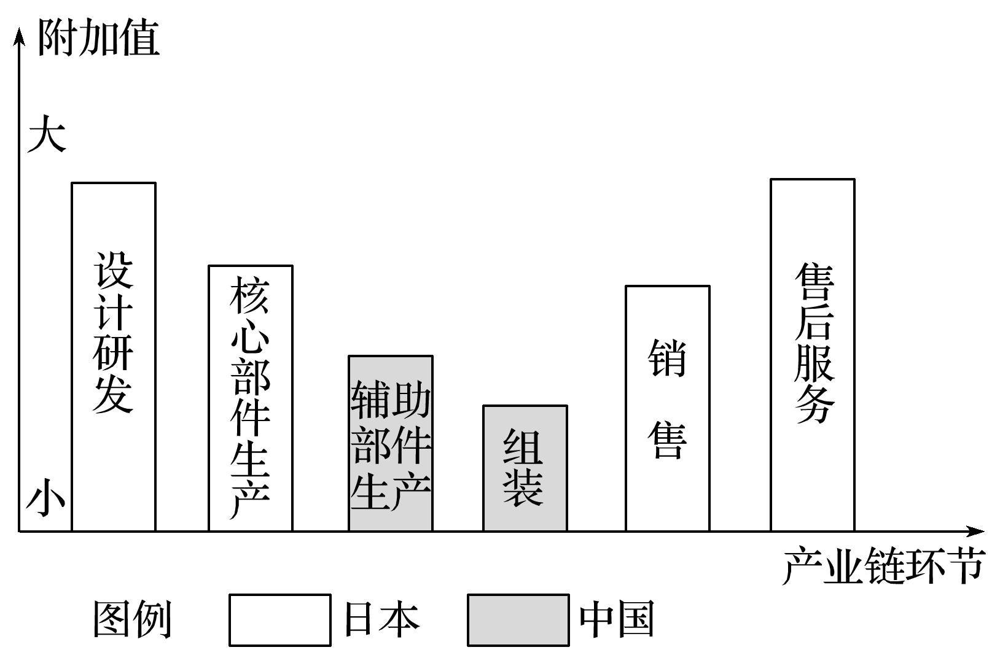 附加值
大
小
设计研发
核心部件生产
辅助
部件
生产
组装
销售
售后服务
产业链环节
图例
日本
中国